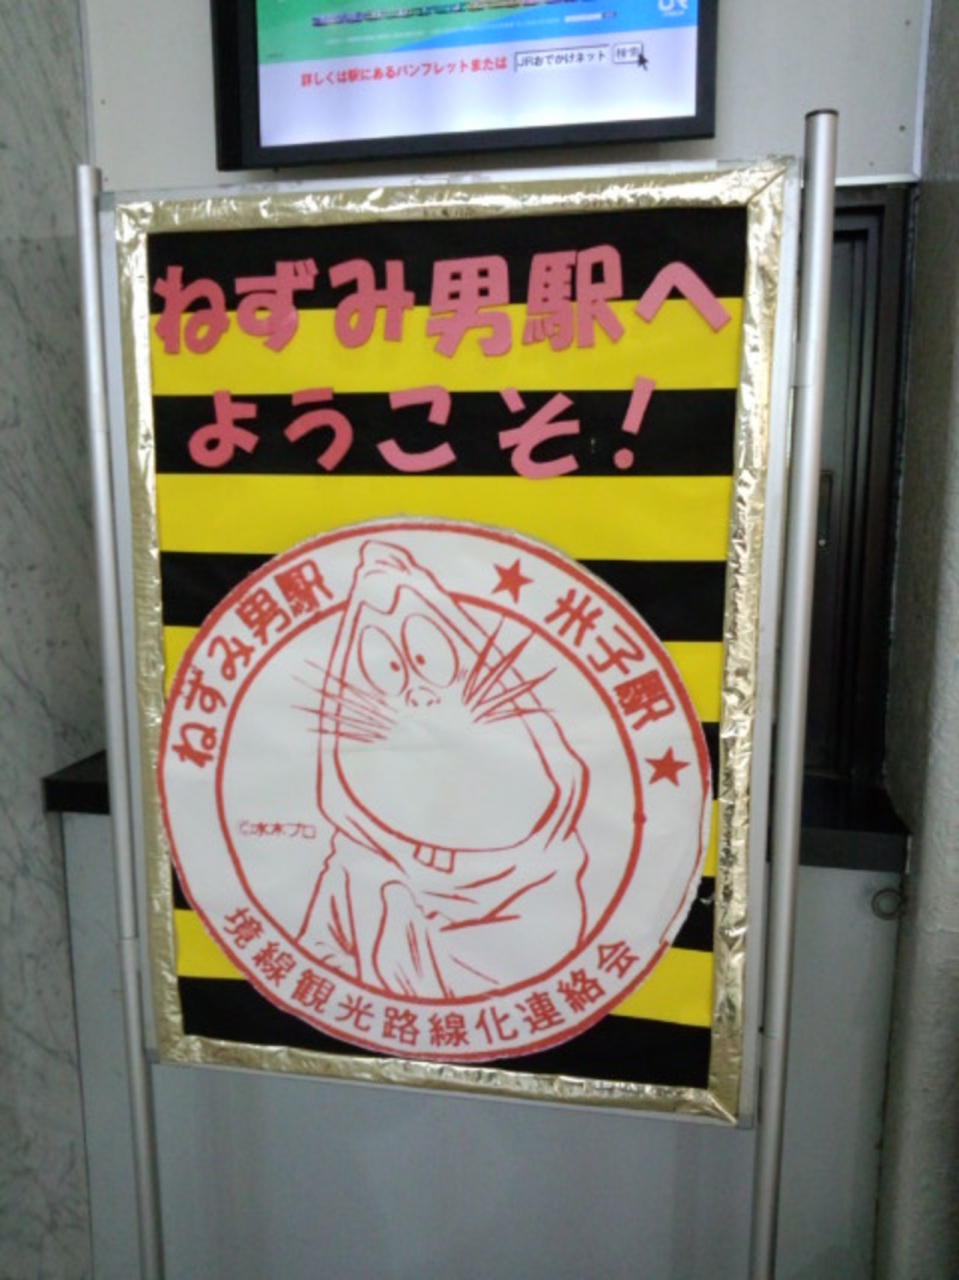 詳しくは駅にあるパンフレットまたは JRおでかけネット 検索
ねずみ男駅へ
ようこそ!
ねずみ男駅
★米子駅★
©水木プロ
境線観光路線化連絡会